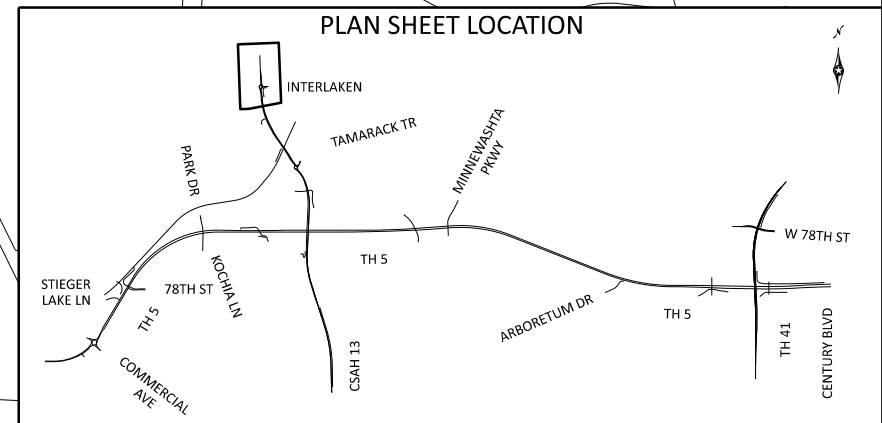 PLAN SHEET LOCATION
N
INTERLAKEN
TAMARACK TR
MINNEWASHTA
PKWY
PARK DR
W 78TH ST
TH 5
STIEGER
LAKE LN
78TH ST
KOCHIA LN
TH 5
ARBORETUM DR
TH 5
TH 41
CENTURY BLVD
CSAH 13
COMMERCIAL
AVE